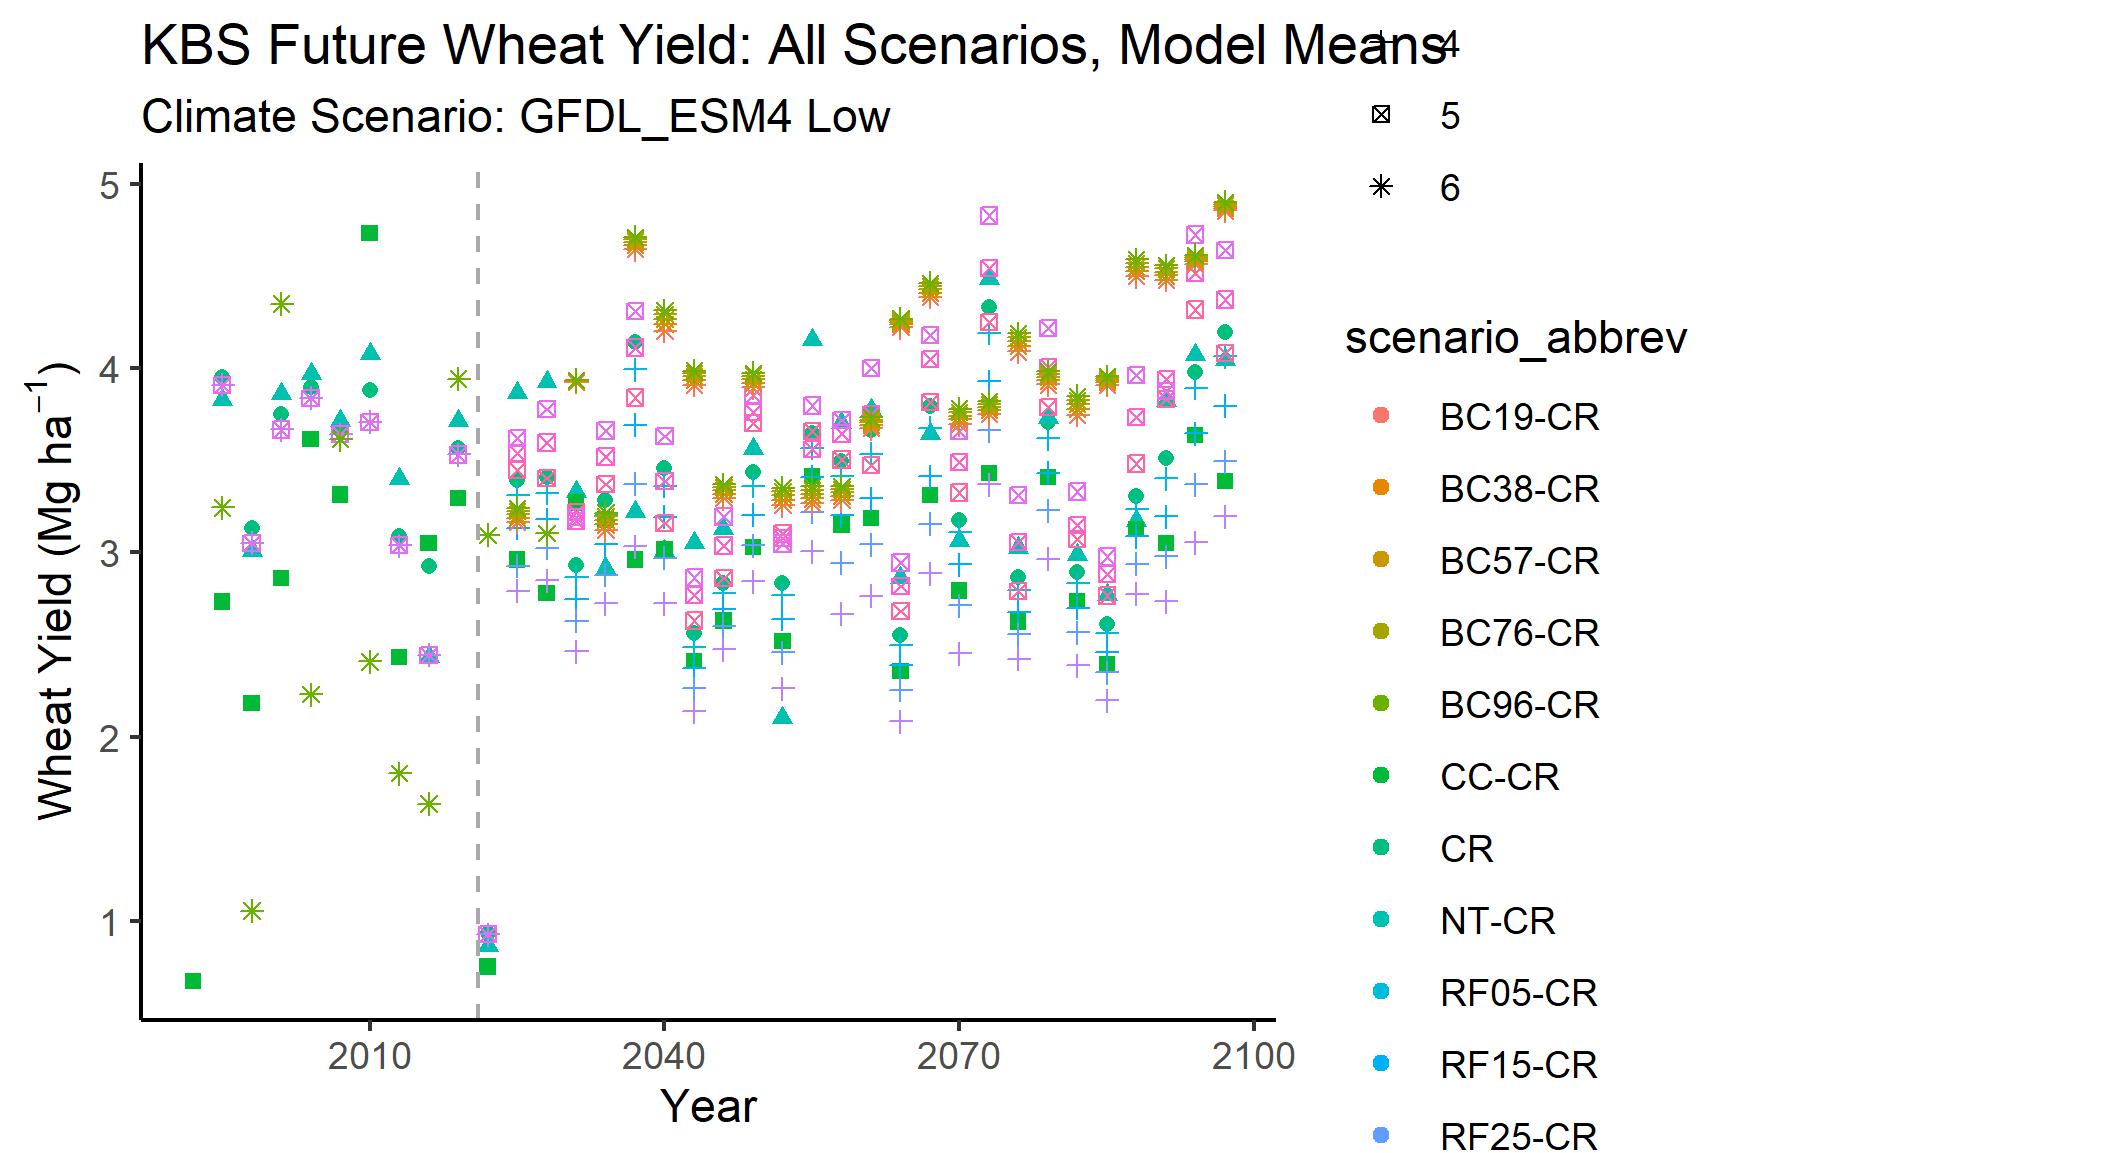 KBS Future Wheat Yield: All Scenarios, Model Means
Climate Scenario: GFDL_ESM4 Low
4
5
6
Wheat Yield (Mg ha⁻¹)
5
4
3
2
1
2010
2040
2070
2100
Year
scenario_abbrev
BC19-CR
BC38-CR
BC57-CR
BC76-CR
BC96-CR
CC-CR
CR
NT-CR
RF05-CR
RF15-CR
RF25-CR